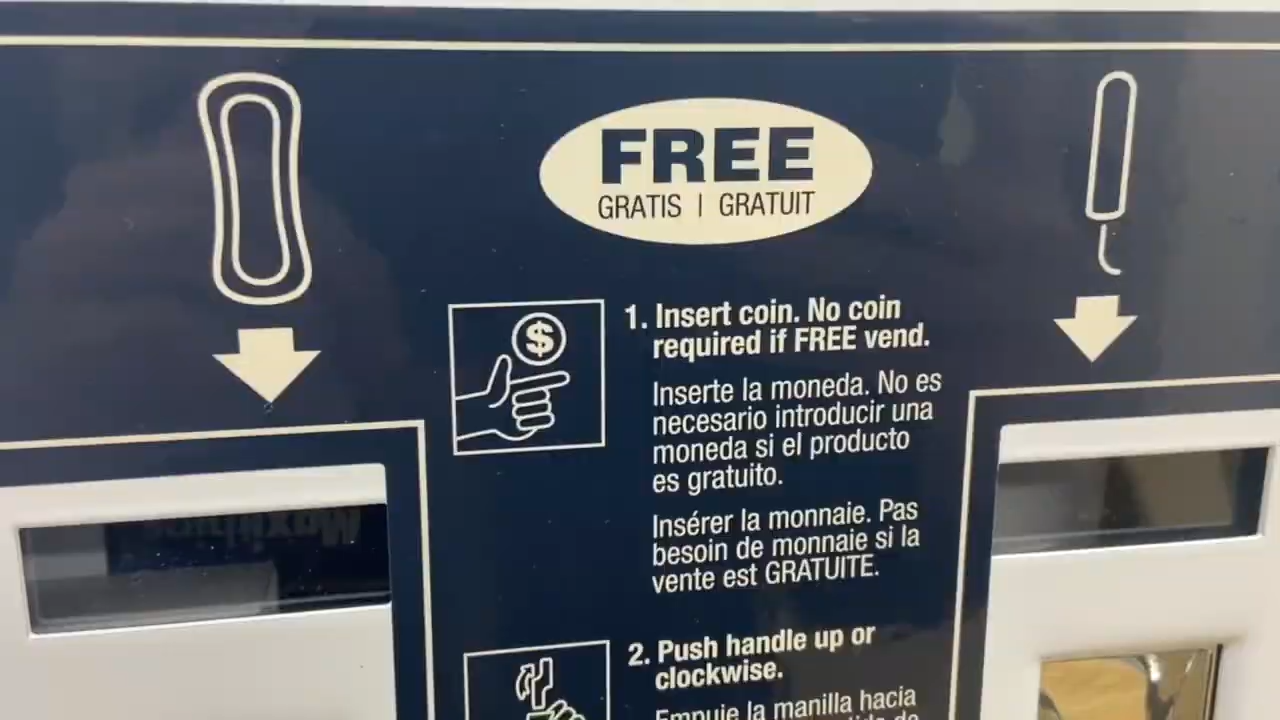 FREE
GRATIS | GRATUIT
$
1. Insert coin. No coin
required if FREE vend.
Inserte la moneda. No es
necesario introducir una
moneda si el producto
es gratuito.
Insérer la monnaie. Pas
besoin de monnaie si la
vente est GRATUITE.
2. Push handle up or
clockwise.
Empuje la manilla hacia